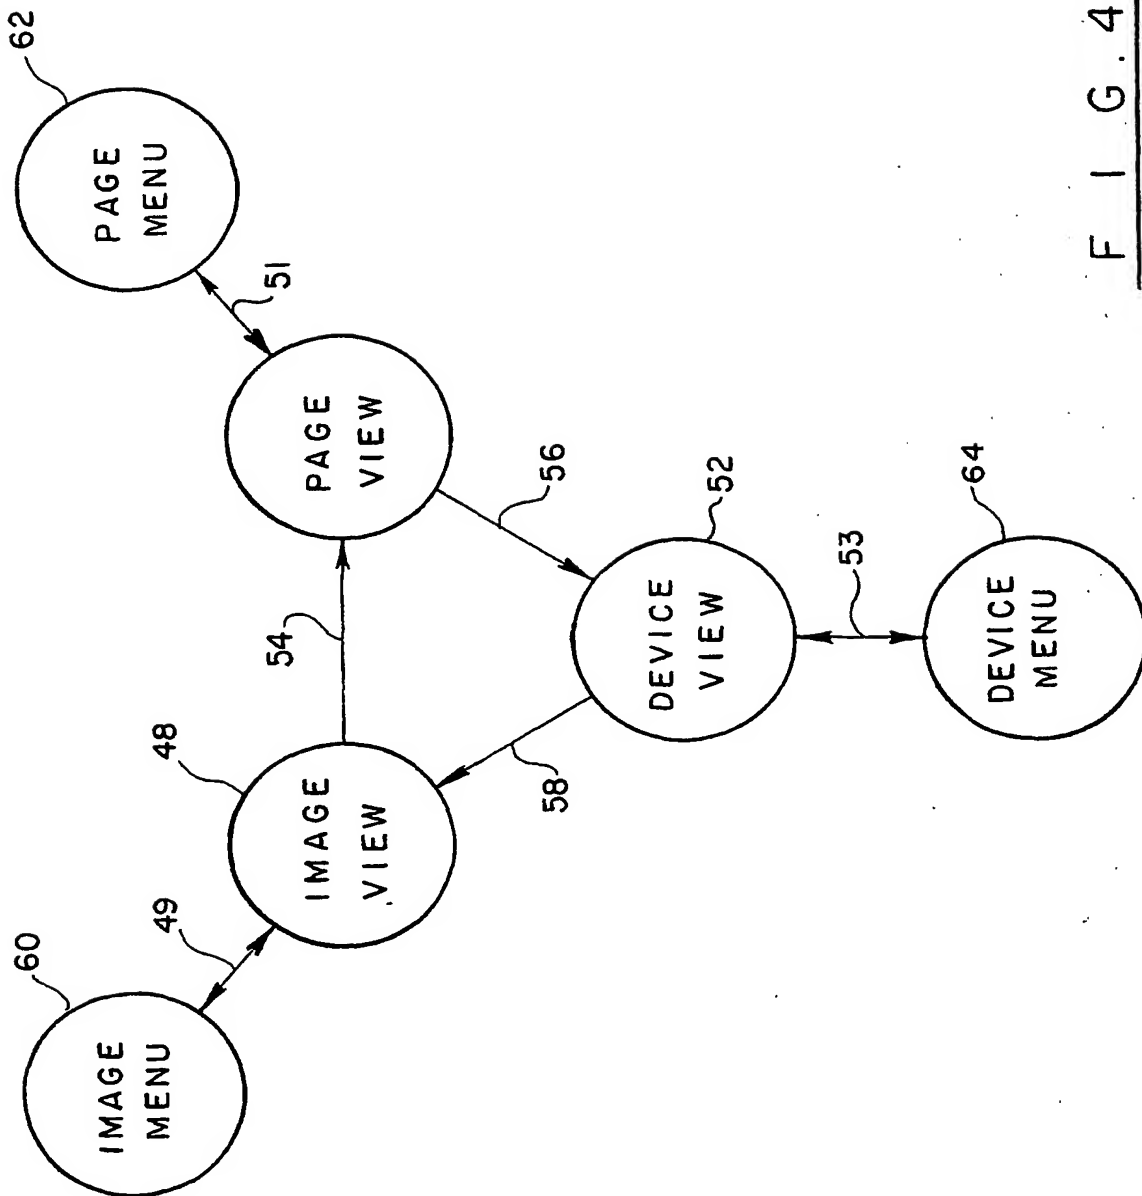 60
IMAGE
MENU
49
48
IMAGE
VIEW
54
PAGE
VIEW
51
62
PAGE
MENU
58
56
52
DEVICE
VIEW
53
64
DEVICE
MENU
FIG. 4